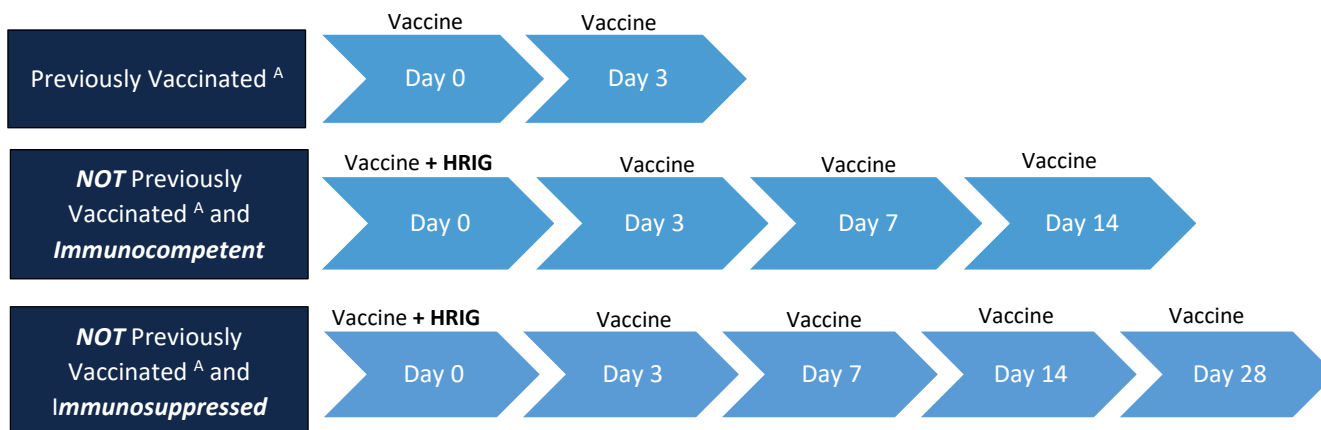 Vaccine Vaccine
Previously Vaccinated A Day 0 Day 3
Vaccine + HRIG Vaccine Vaccine Vaccine
NOT Previously
Vaccinated A and Day 0 Day 3 Day 7 Day 14
Immunocompetent
Vaccine + HRIG Vaccine Vaccine Vaccine Vaccine
NOT Previously
Vaccinated A and Day 0 Day 3 Day 7 Day 14 Day 28
Immunosuppressed